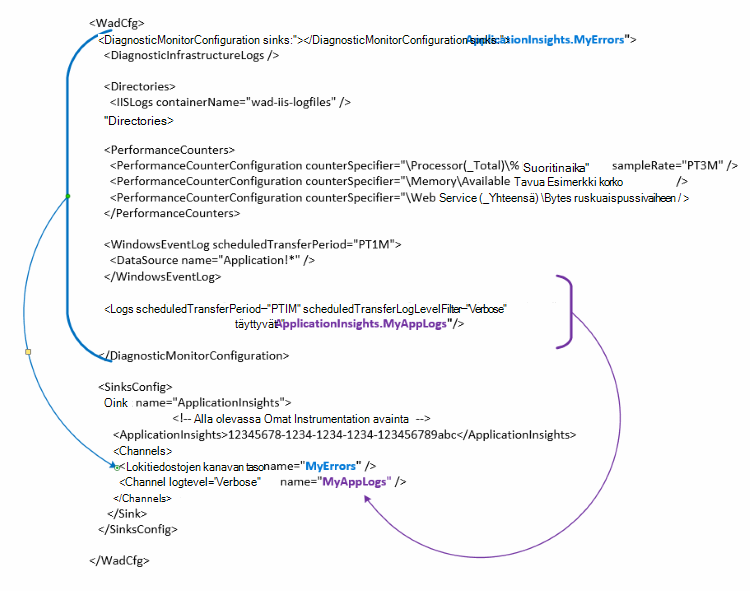 <WadCfg>
<DiagnosticMonitorConfiguration sinks:"></DiagnosticMonitorConfiguration sinks:"> ApplicationInsights.MyErrors">
<DiagnosticInfrastructureLogs />
<Directories>
<IISLogs containerName="wad-iis-logfiles" />
"Directories>
<PerformanceCounters>
<PerformanceCounterConfiguration counterSpecifier="\Processor(_Total)\% Suoritinaika" sampleRate="PT3M" />
<PerformanceCounterConfiguration counterSpecifier="\Memory\Available Tavua Esimerkki korko />
<PerformanceCounterConfiguration counterSpecifier="\Web Service (_Yhteensä) \Bytes ruskuaispussivaiheen / >
</PerformanceCounters>
<WindowsEventLog scheduledTransferPeriod="PT1M">
<DataSource name="Application!*" />
</WindowsEventLog>
<Logs scheduledTransferPeriod="PTIM" scheduledTransferLogLevelFilter="Verbose"
täyttyvät" ApplicationInsights.MyAppLogs"/>
</DiagnosticMonitorConfiguration>
<SinksConfig>
Oink name="ApplicationInsights">
<!-- Alla olevassa Omat Instrumentation avainta -->
<ApplicationInsights>12345678-1234-1234-1234-123456789abc</ApplicationInsights>
<Channels>
<Lokitiedostojen kanavan taso name="MyErrors" />
<Channel logtevel="Verbose" name="MyAppLogs" />
</Channels>
</Sink>
</SinksConfig>
</WadCfg>